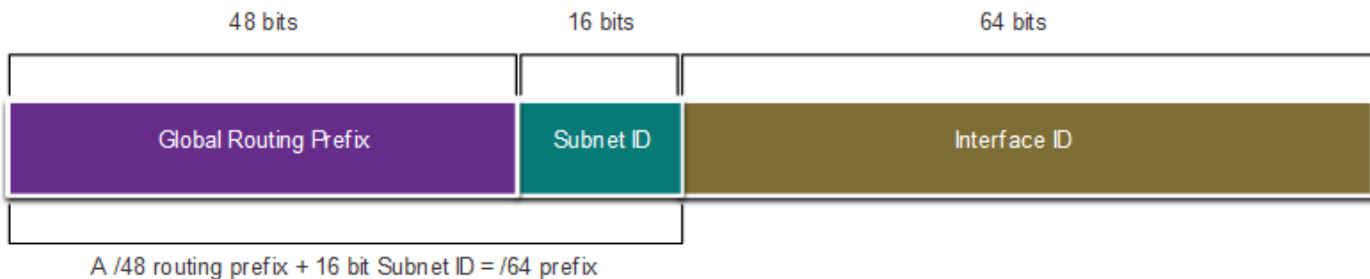 48 bits
16 bits
64 bits
Global Routing Prefix
Subnet ID
Interface ID
A /48 routing prefix + 16 bit Subnet ID = /64 prefix